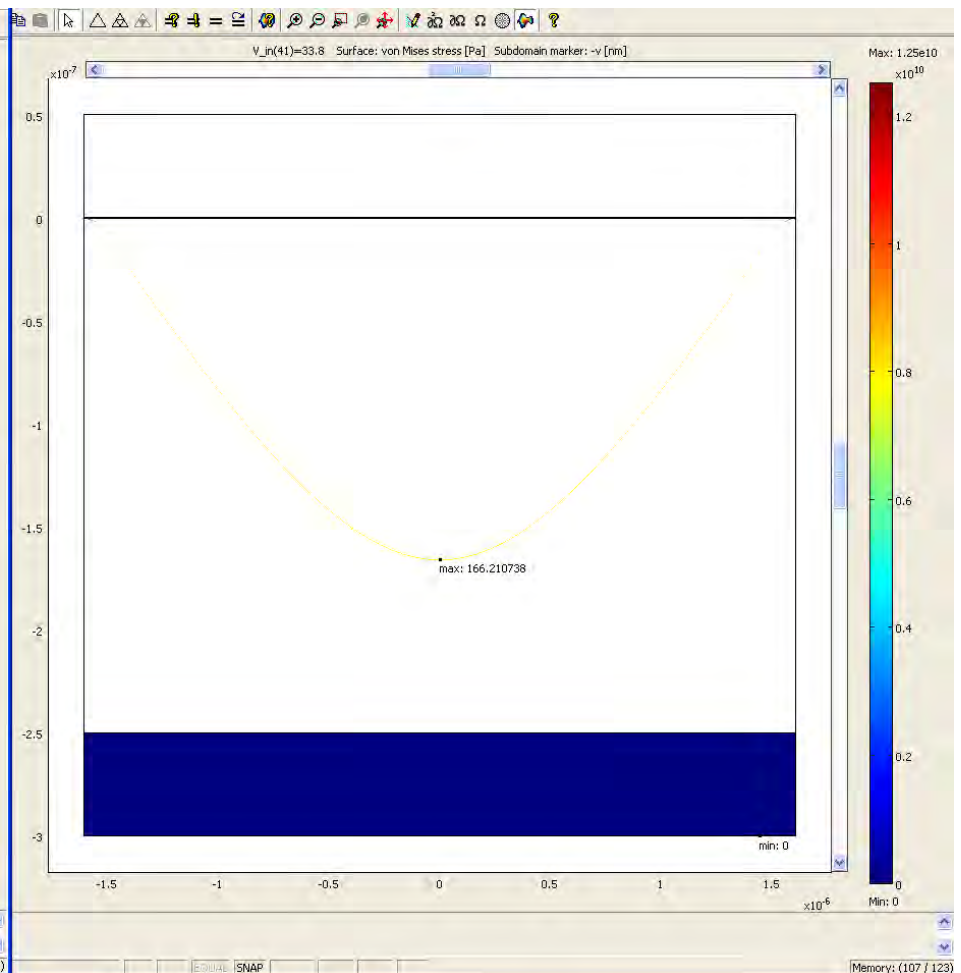 V_in(41)=33.8 Surface: von Mises stress [Pa] Subdomain marker: -v [nm]
Max: 1.25e10
x10-7
x1010
0.5
0
-0.5
-1
-1.5
-2
-2.5
-3
max: 166.210738
min: 0
1.2
1
0.8
0.6
0.4
0.2
0
Min: 0
-1.5
-1
-0.5
0
0.5
1
1.5
x10-6
EQUAL
SNAP
Memory: (107 / 123)